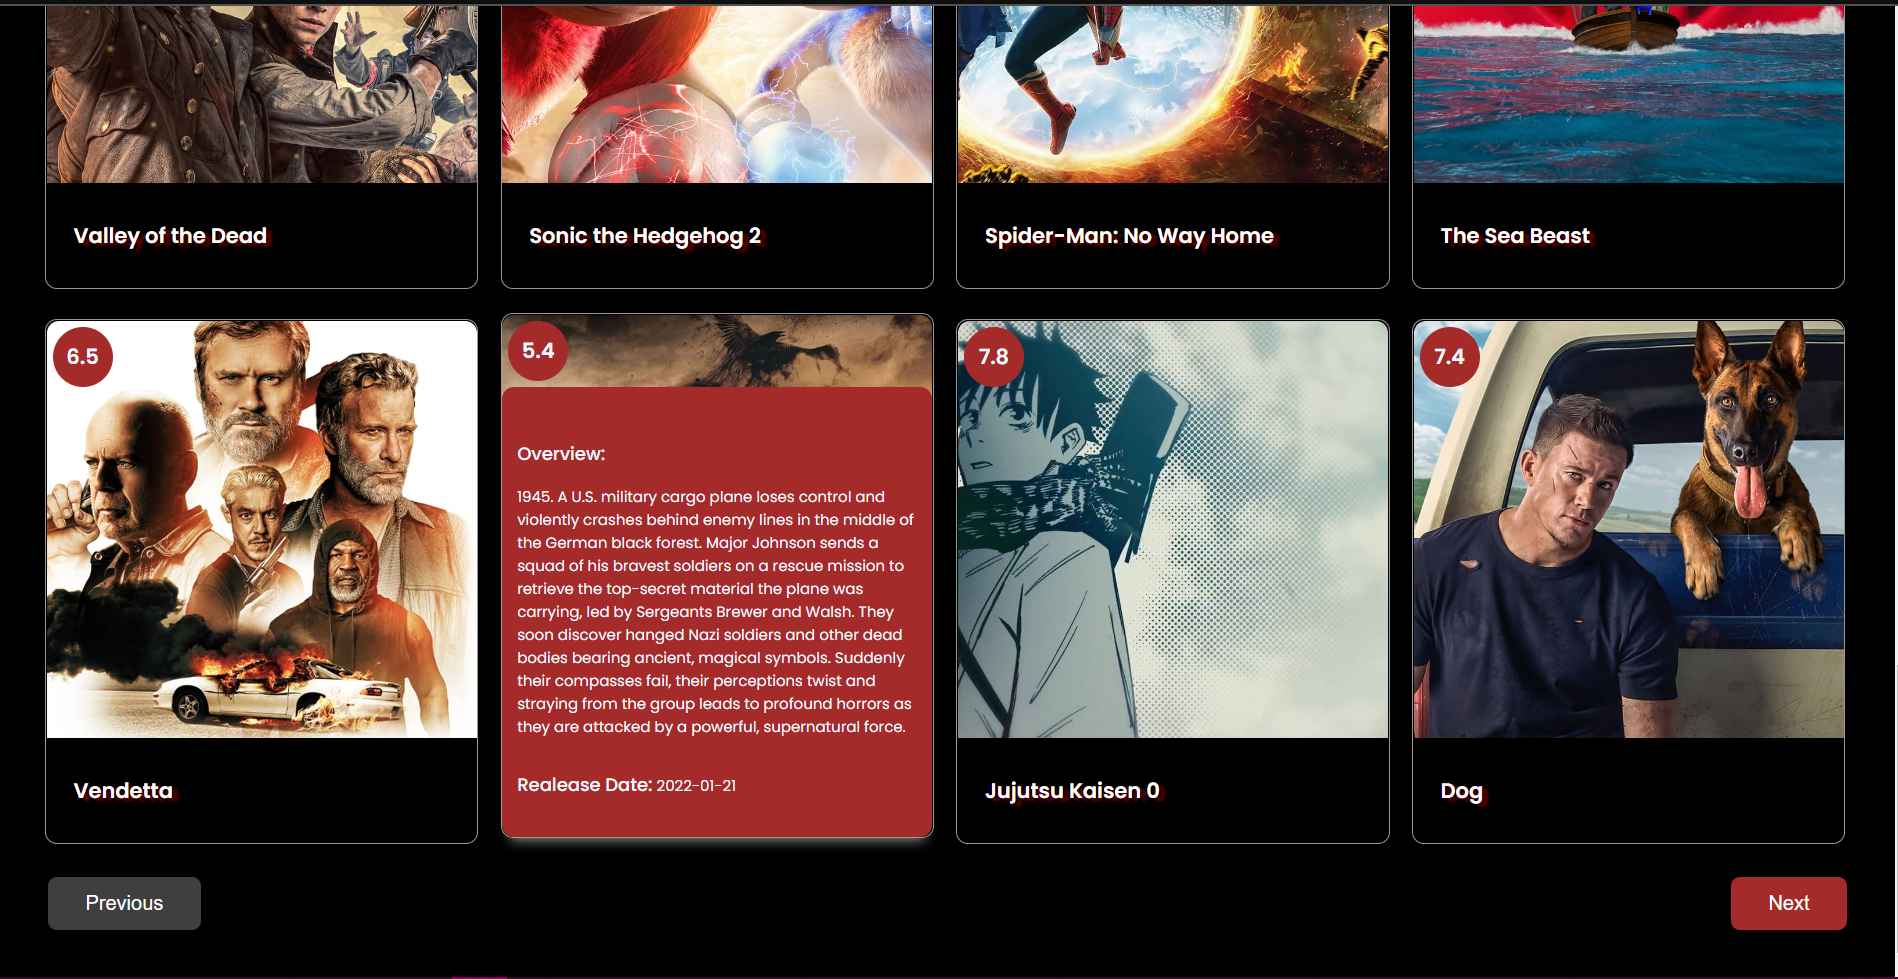 Valley of the Dead
Sonic the Hedgehog 2
Spider-Man: No Way Home
The Sea Beast
6.5
Vendetta
5.4
Overview:
1945. A U.S. military cargo plane loses control and
violently crashes behind enemy lines in the middle of
the German black forest. Major Johnson sends a
squad of his bravest soldiers on a rescue mission to
retrieve the top-secret material the plane was
carrying, led by Sergeants Brewer and Walsh. They
soon discover hanged Nazi soldiers and other dead
bodies bearing ancient, magical symbols. Suddenly
their compasses fail, their perceptions twist and
straying from the group leads to profound horrors as
they are attacked by a powerful, supernatural force.
Realease Date: 2022-01-21
7.8
Jujutsu Kaisen 0
7.4
Dog
Previous
Next